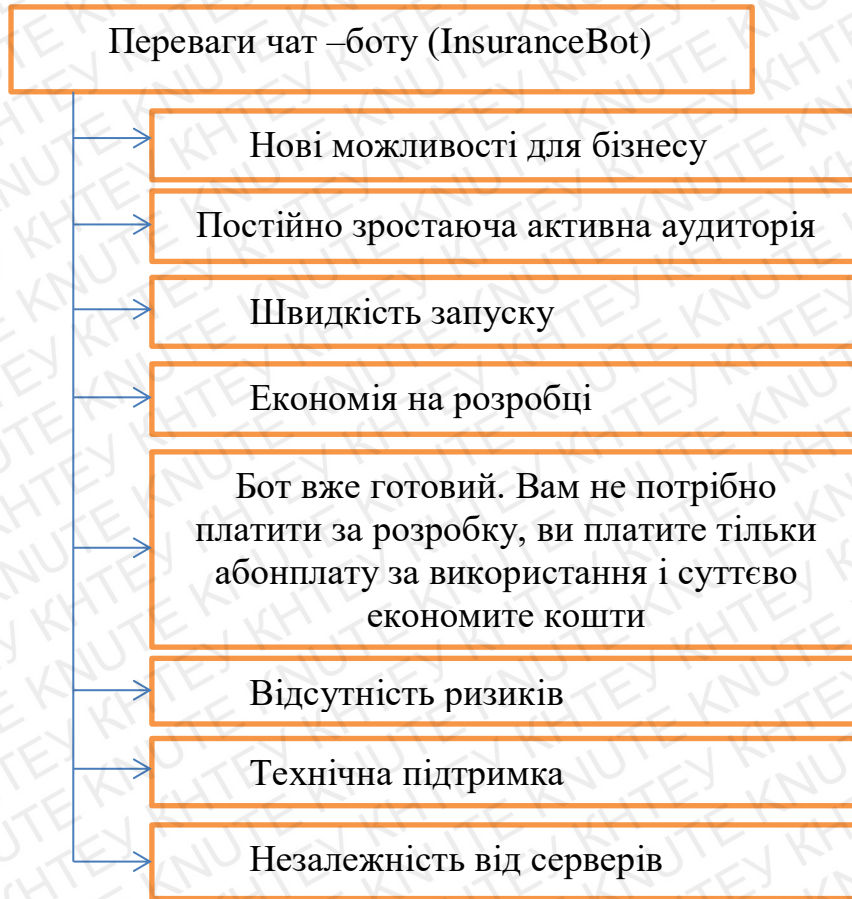 Переваги чат –боту (InsuranceBot)
Нові можливості для бізнесу
Постійно зростаюча активна аудиторія
Швидкість запуску
Економія на розробці
Бот вже готовий. Вам не потрібно
платити за розробку, ви платите тільки
абонплату за використання і суттєво
економите кошти
Відсутність ризиків
Технічна підтримка
Незалежність від серверів